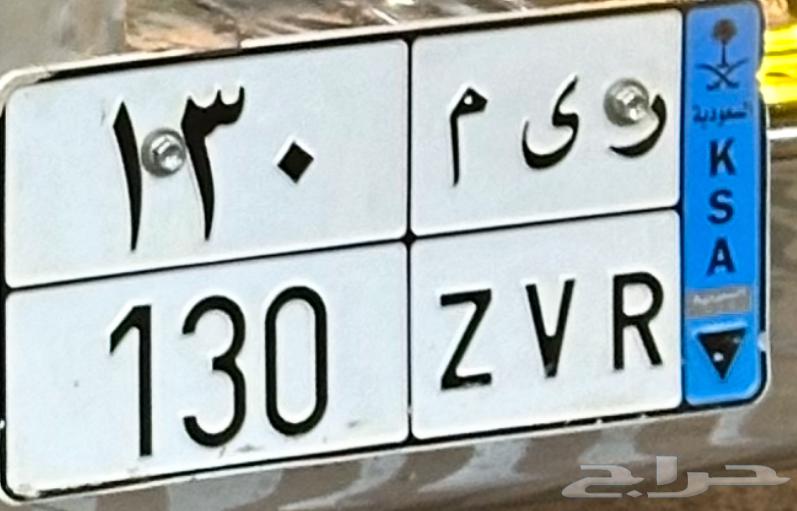 ١٣٠
ر ى م
130
Z V R
السعودية
K
S
A
حراج